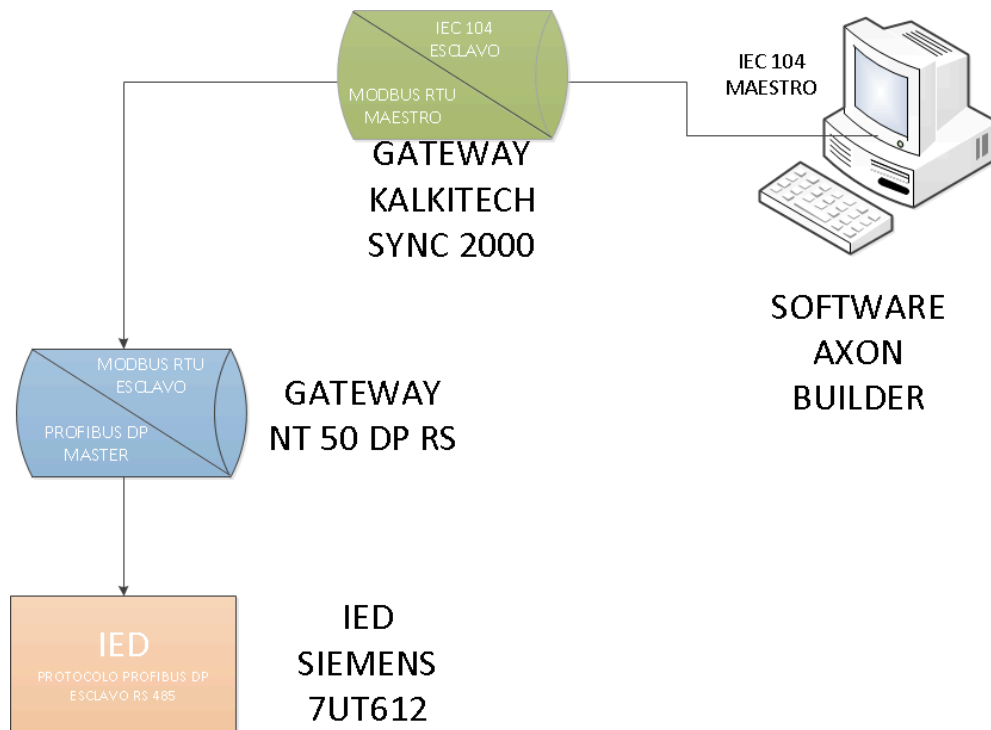 IEC 104
ESCLAVO
MODBUS RTU
MAESTRO
GATEWAY
KALKITECH
SYNC 2000
IEC 104
MAESTRO
SOFTWARE
AXON
BUILDER
MODBUS RTU
ESCLAVO
PROFIBUS DP
MASTER
GATEWAY
NT 50 DP RS
IED
PROTOCOLO PROFIBUS DP
ESCLAVO RS 485
IED
SIEMENS
7UT612